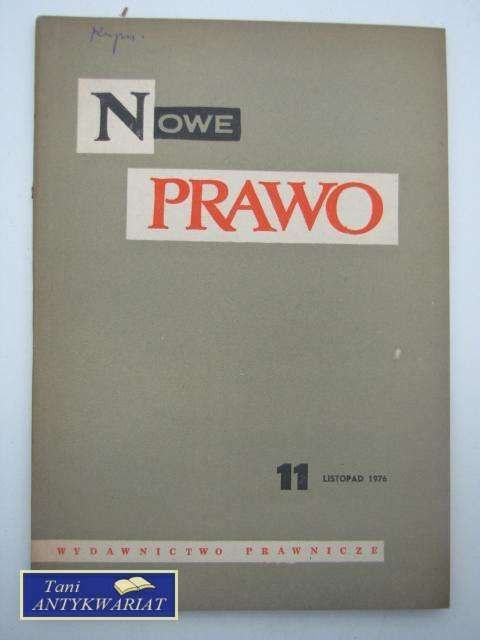 NOWE
PRAWO
11 LISTOPAD 1976
WYDAWNICTWO PRAWNICZE
Tani
ANTYKWARIAT